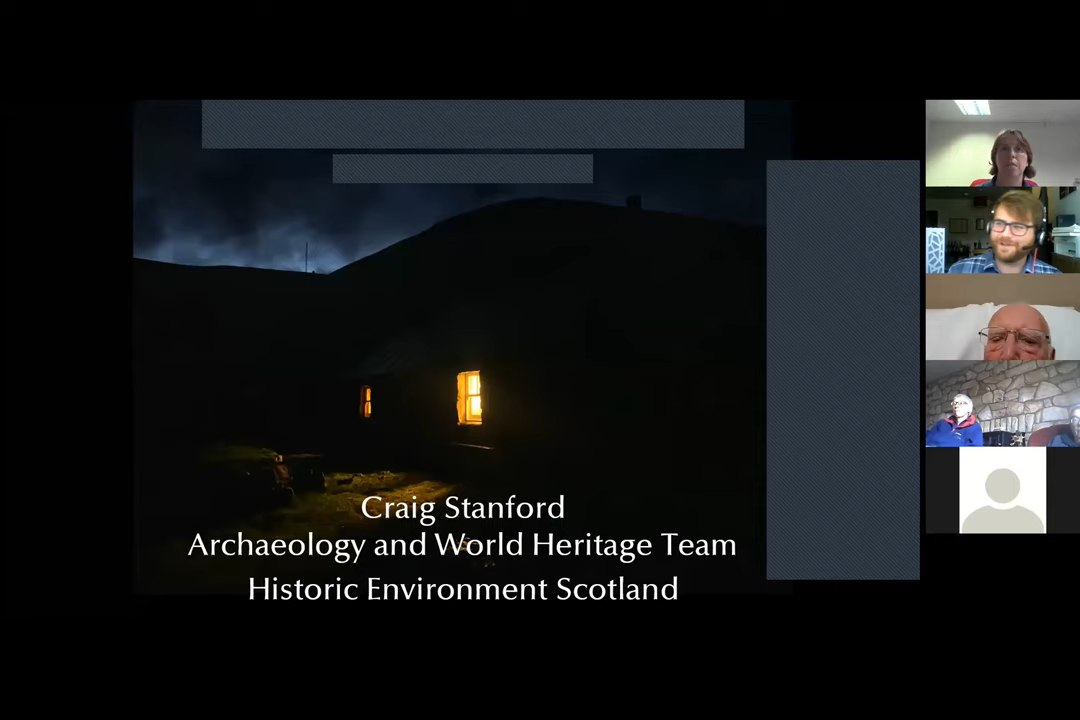 Craig Stanford
Archaeology and World Heritage Team
Historic Environment Scotland